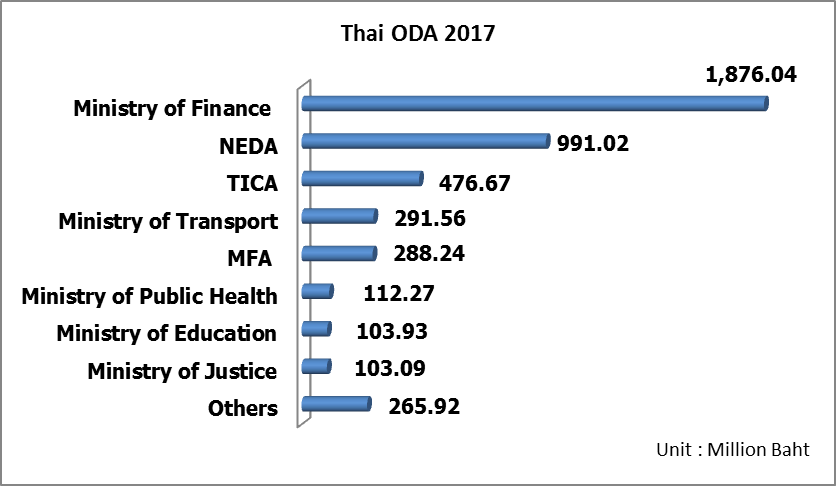 Thai ODA 2017
Ministry of Finance 1,876.04
NEDA 991.02
TICA 476.67
Ministry of Transport 291.56
MFA 288.24
Ministry of Public Health 112.27
Ministry of Education 103.93
Ministry of Justice 103.09
Others 265.92
Unit : Million Baht